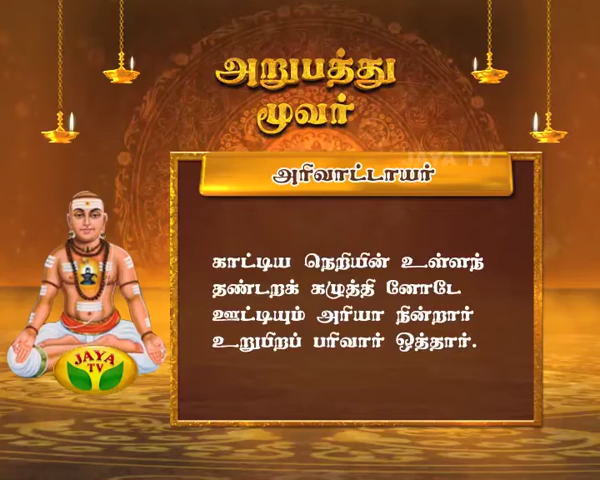 அறுபத்து
மூவர்
JAYA TV
அரிவாட்டாயர்
காட்டிய நெறியின் உள்ளந்
தண்டறக் கழுத்தி னோடே
ஊட்டியும் அரியா நின்றார்
உறுபிறப் பரிவார் ஒத்தார்.
JAYA
TV